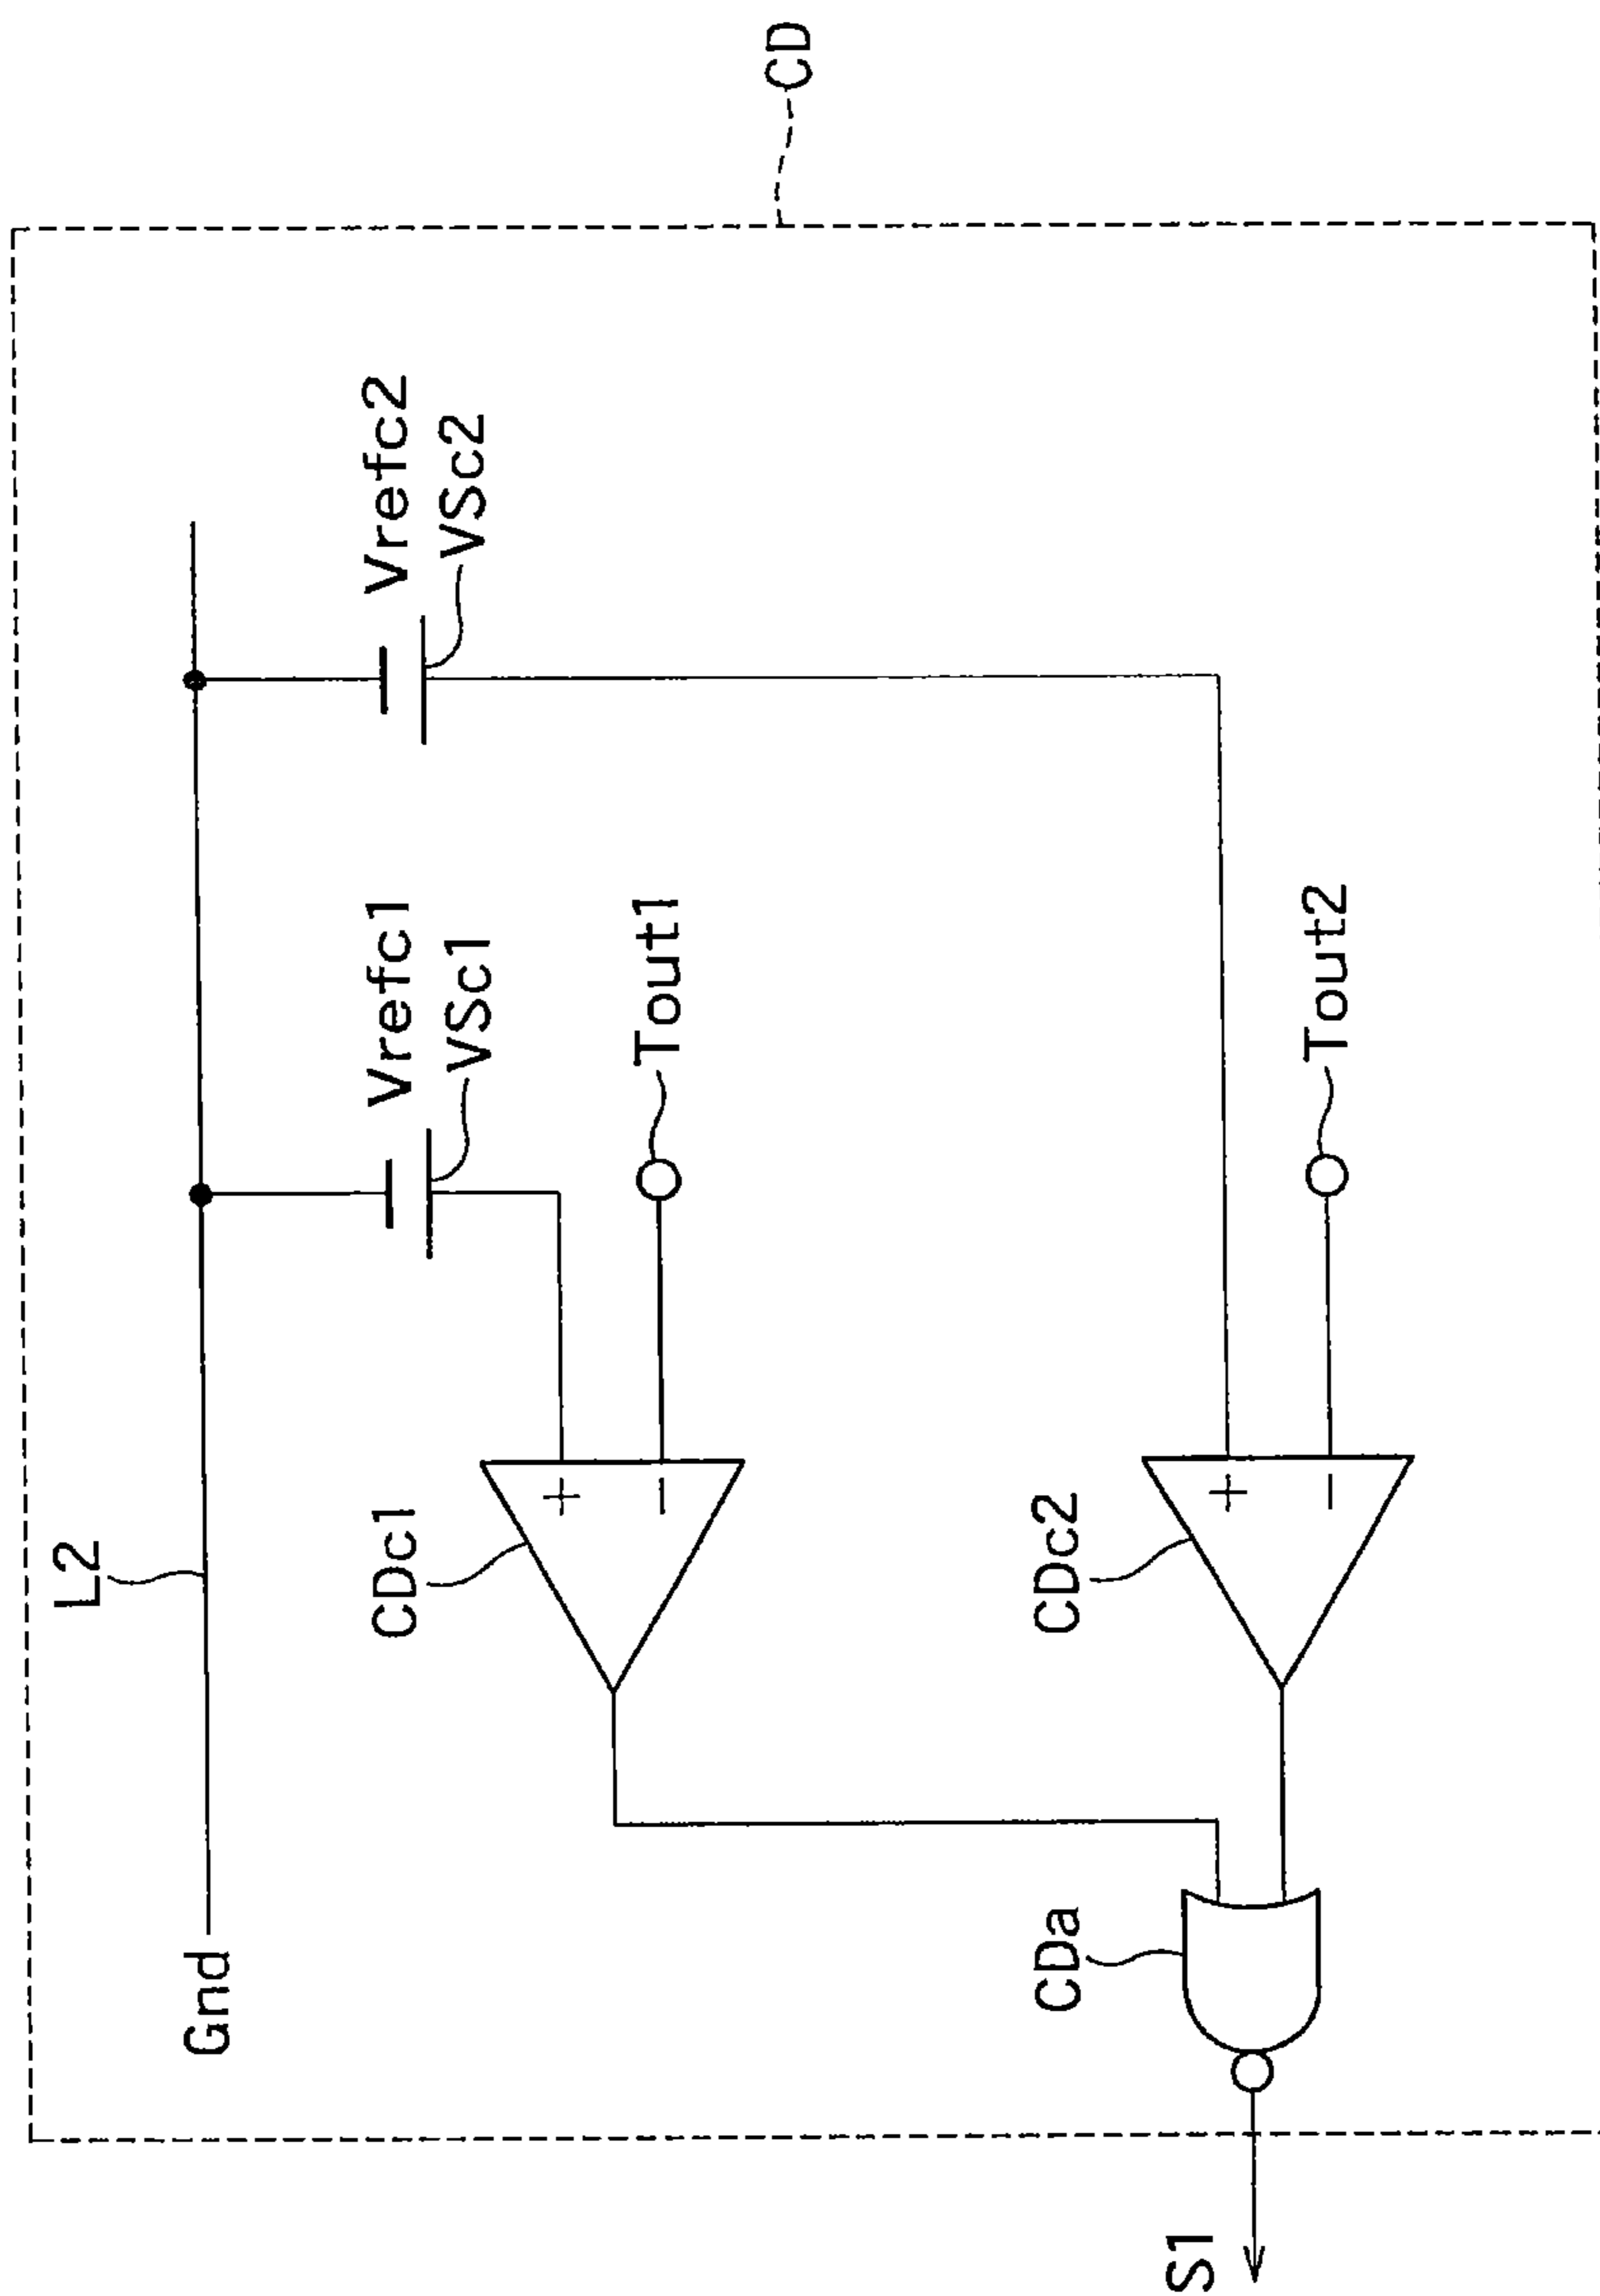 CD
L2
Gnd
Vrefc1
VSc1
Vrefc2
VSc2
CDc1
+
−
Tout1
CDc2
+
−
Tout2
CDa
S1